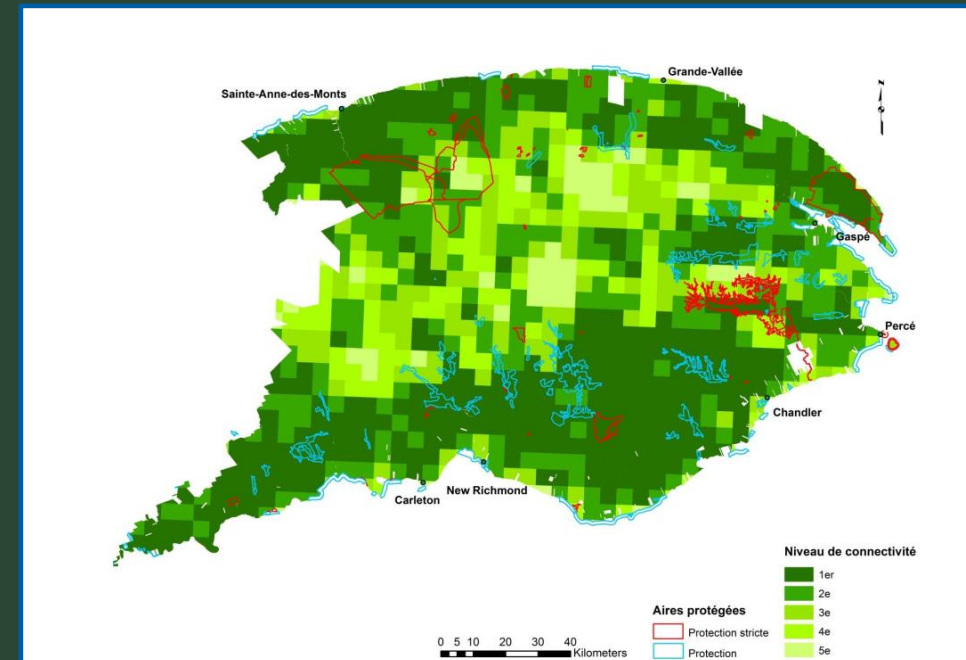 Grande-Vallée
Sainte-Anne-des-Monts
N
Gaspé
Percé
Chandler
New Richmond
Carleton
Niveau de connectivité
1er
2e
3e
4e
5e
Aires protégées
Protection stricte
Protection
0 5 10 20 30 40
Kilometers